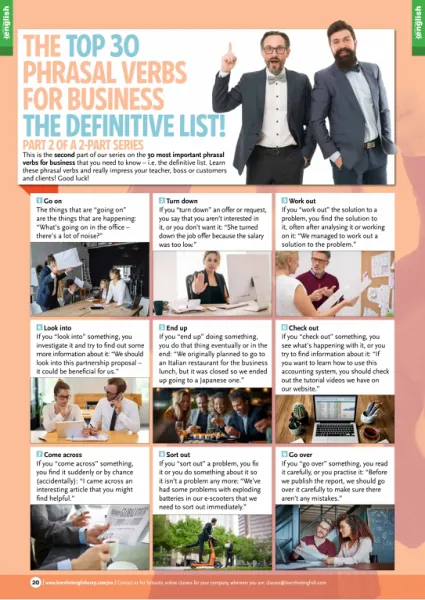 THE TOP 30
PHRASAL VERBS
FOR BUSINESS
THE DEFINITIVE LIST!
PART 2 OF A 2-PART SERIES
This is the second part of our series on the 30 most important phrasal
verbs for business that you need to know – i.e. the definitive list. Learn
these phrasal verbs and really impress your teacher, boss or customers
and clients! Good luck!
1 Go on
The things that are “going on”
are the things that are happening:
“What’s going on in the office –
there’s a lot of noise?”
2 Turn down
If you “turn down” an offer or request,
you say that you aren’t interested
in it, or you don’t want it: “She turned
down the job offer because the salary
was too low.”
3 Work out
If you “work out” the solution to a
problem, you find the solution to
it, often after analysing it or working
on it: “We managed to work out a
solution to the problem.”
4 Look into
If you “look into” something, you
investigate it and try to find out some
more information about it: “We should
look into this partnership proposal –
it could be beneficial for us.”
5 End up
If you “end up” doing something,
you do that thing eventually or in the
end: “We originally planned to go to
an Italian restaurant for the business
lunch, but it was closed so we ended
up going to a Japanese one.”
6 Check out
If you “check out” something, you
see what’s happening with it, or you
try to find information about it: “If
you want to learn how to use this
accounting system, you should check
out the tutorial videos we have on
our website.”
7 Come across
If you “come across” something,
you find it suddenly or by chance
(accidentally): “I came across an
interesting article that you might
find helpful.”
8 Sort out
If you “sort out” a problem, you fix
it or you do something about it so
it isn’t a problem any more: “We’ve
had some problems with exploding
batteries in our e-scooters that we
need to sort out immediately.”
9 Go over
If you “go over” something, you read
it carefully, or you practise it: “Before
we publish the report, we should go
over it carefully to make sure there
aren’t any mistakes.”
20 / www.learnhotenglish.com / Contact us for fantastic online classes for your company, wherever you are: classes@learnhotenglish.com